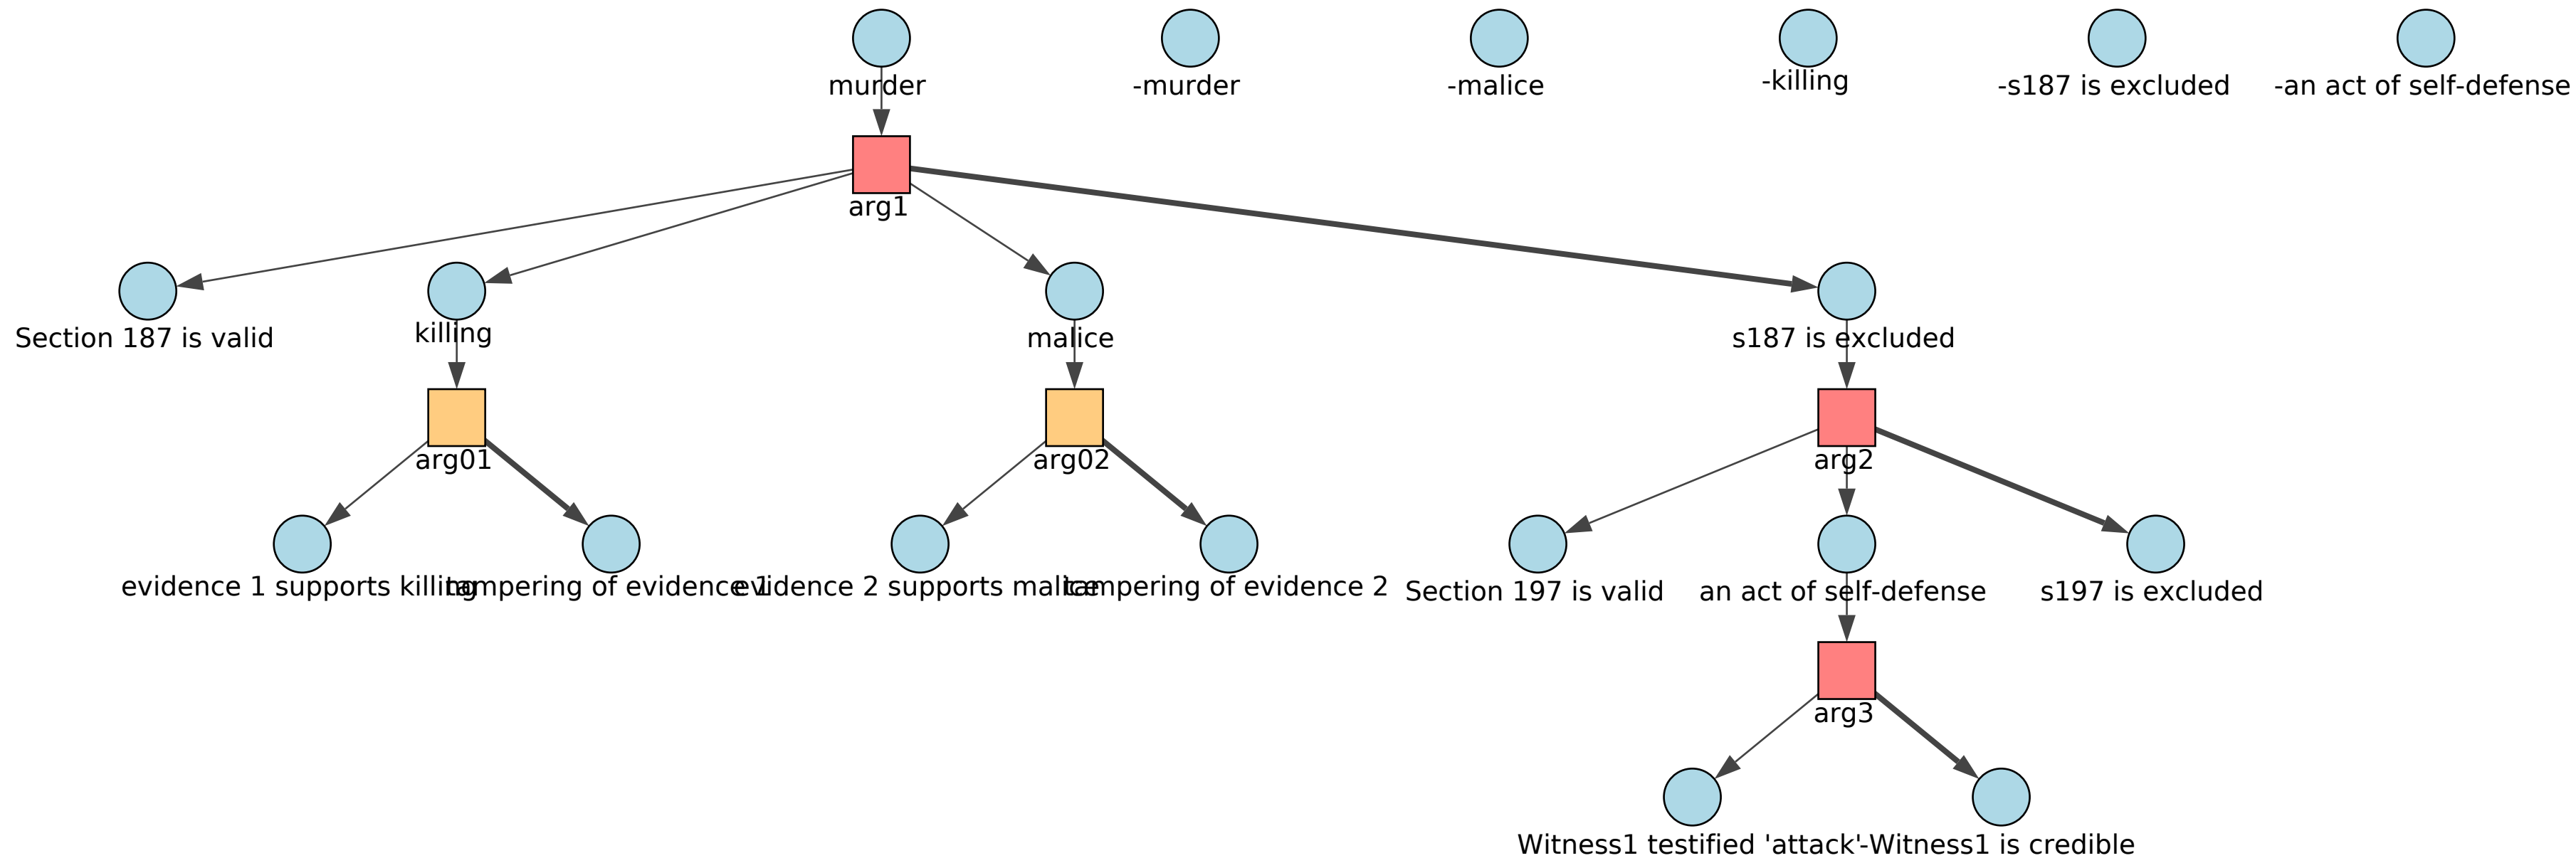 murder
-murder
-malice
-killing
-s187 is excluded
-an act of self-defense
arg1
Section 187 is valid
killing
malice
s187 is excluded
arg01
arg02
arg2
evidence 1 supports killing
tampering of evidence 1
evidence 2 supports malice
tampering of evidence 2
Section 197 is valid
an act of self-defense
s197 is excluded
arg3
Witness1 testified 'attack'
-Witness1 is credible